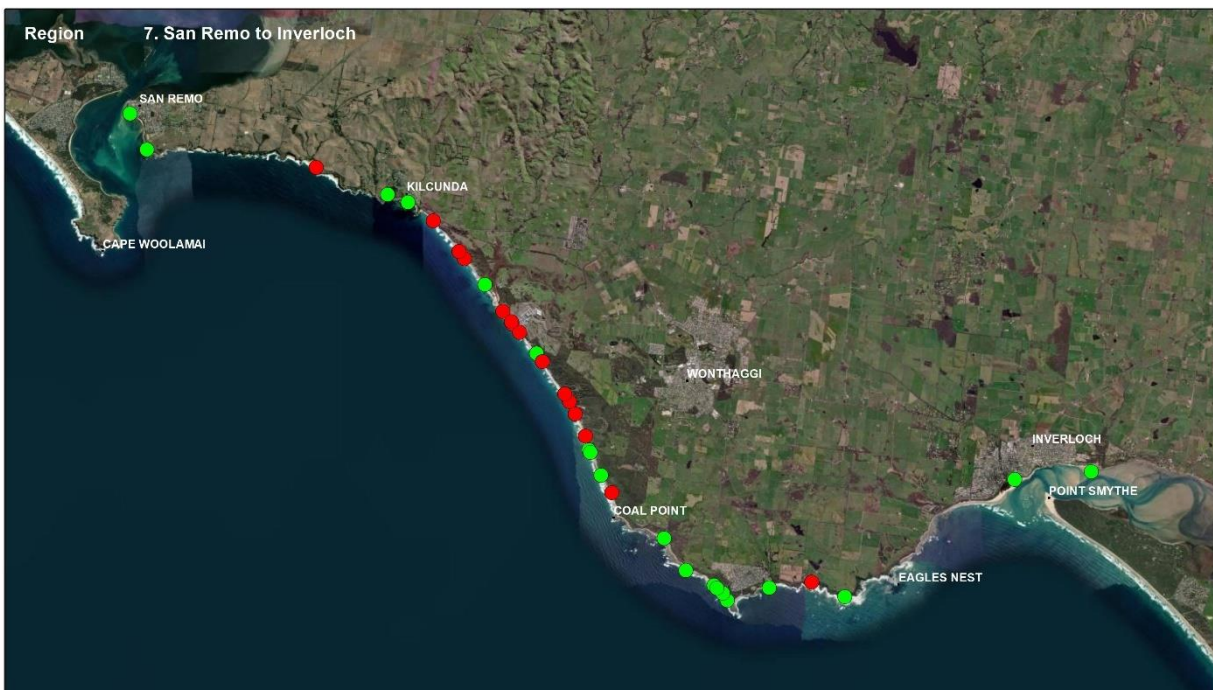 Region 7. San Remo to Inverloch
SAN REMO
KILCUNDA
CAPE WOOLAMAI
WONTHAGGI
INVERLOCH
POINT SMYTHE
COAL POINT
EAGLES NEST